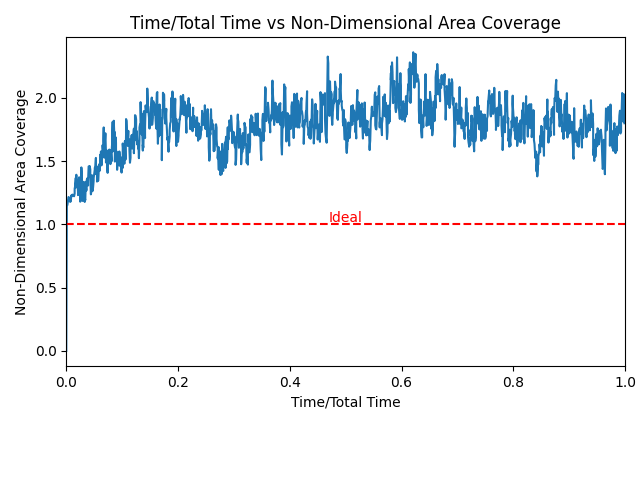 Time/Total Time vs Non-Dimensional Area Coverage
Non-Dimensional Area Coverage
2.0
1.5
1.0
0.5
0.0
Ideal
0.0 0.2 0.4 0.6 0.8 1.0
Time/Total Time